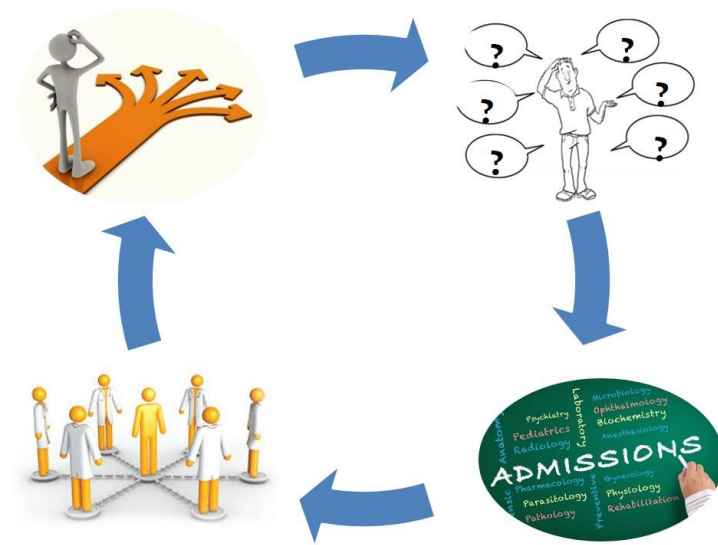 ?
?
?
?
?
?
Microbiology
Ophthalmology
Biochemistry
Anesthesiology
Psychiatry
Pediatrics
Radiology
Laboratory
Anatomy
ADMISSIONS
Pharmacology
Parasitology
Pathology
Preventive
Gynecology
Physiology
Rehabilitation